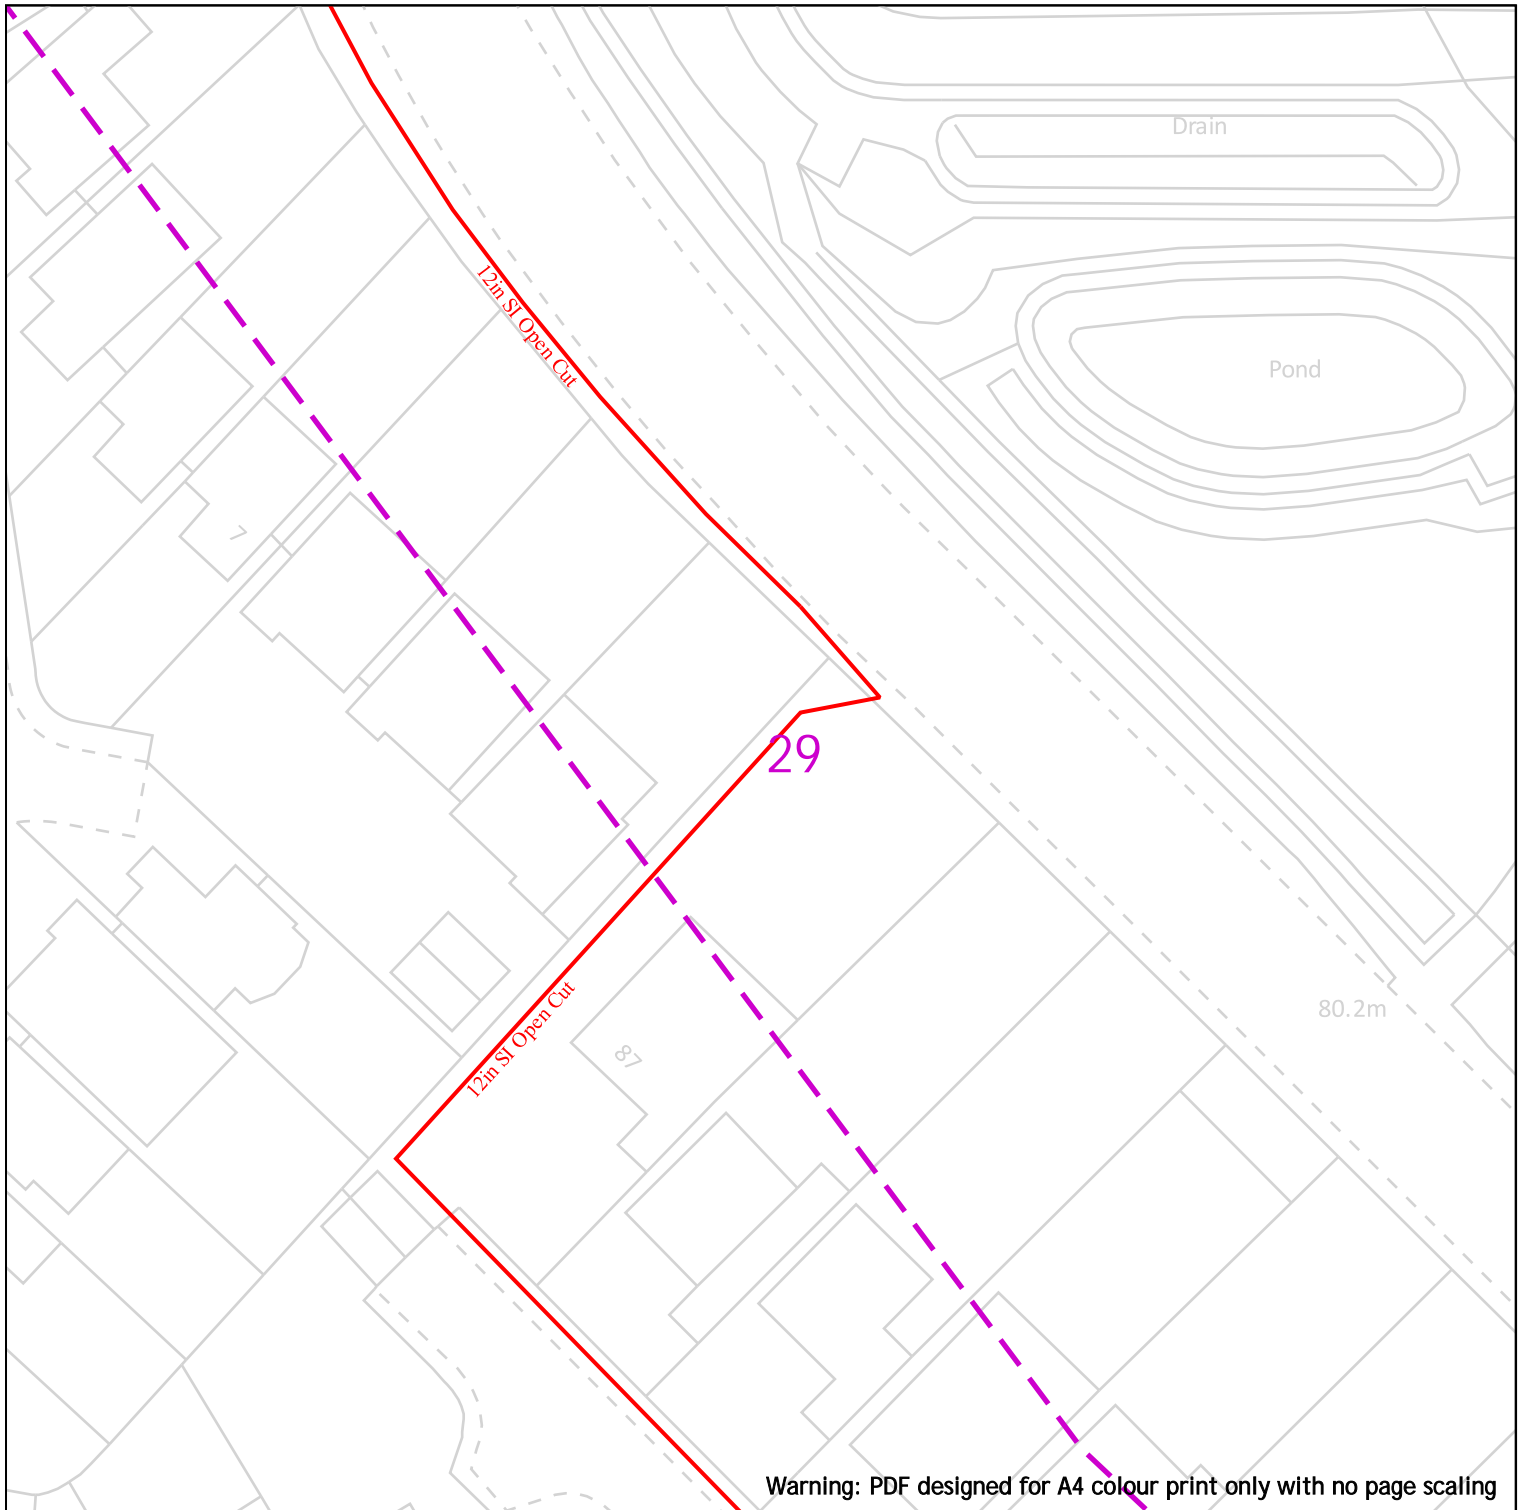 Drain
12in SI Open Cut
Pond
7
29
12in SI Open Cut
80.2m
87
Warning: PDF designed for A4 colour print only with no page scaling